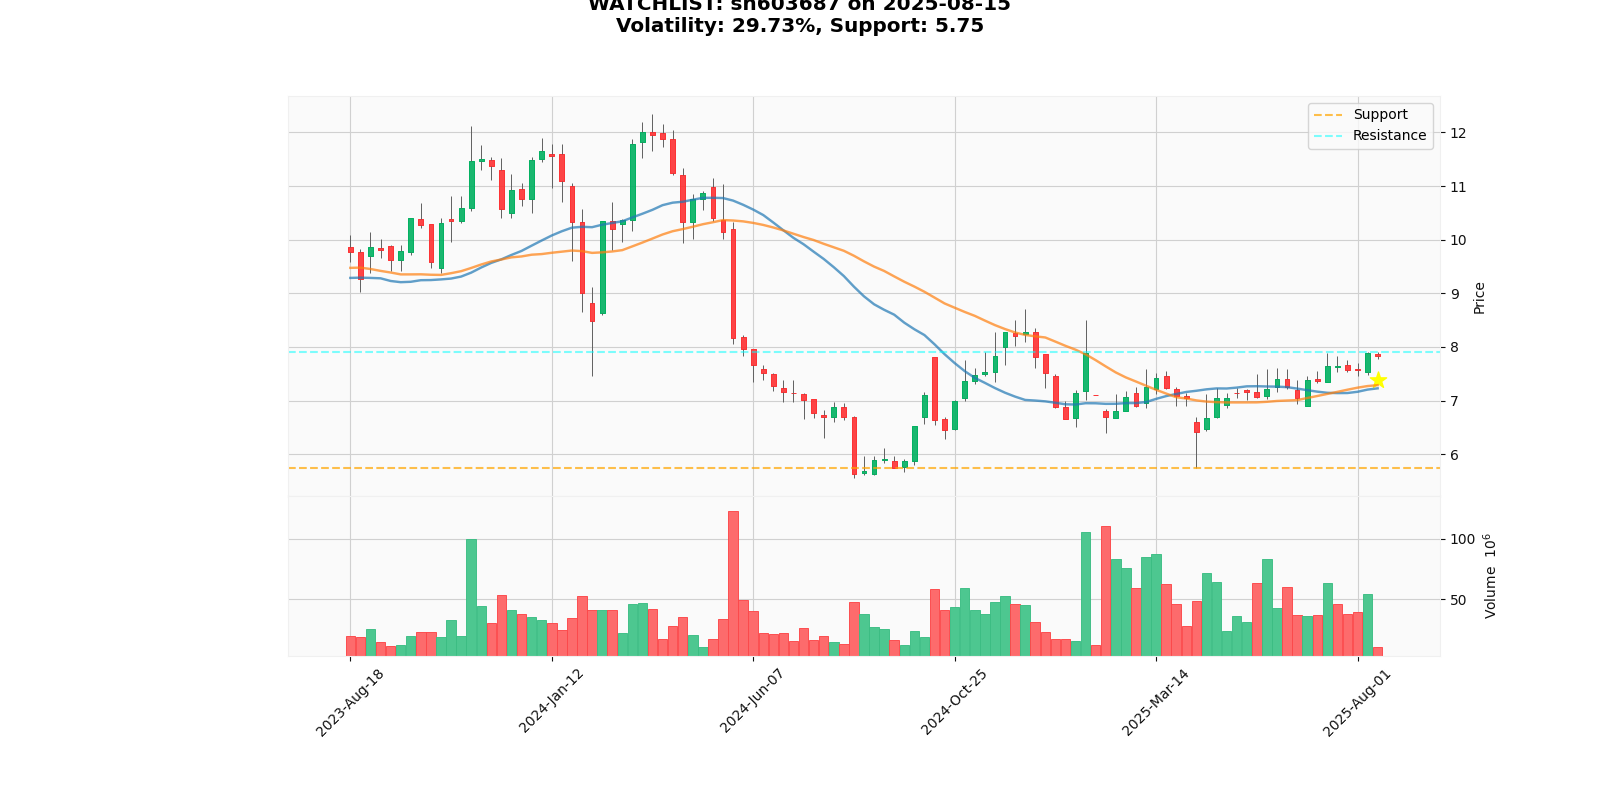 WATCHLIST: sh603687 on 2025-08-15
Volatility: 29.73%, Support: 5.75
Support
Resistance
12
11
10
9
8
7
6
Price
100
50
Volume 10^6
2023-Aug-18
2024-Jan-12
2024-Jun-07
2024-Oct-25
2025-Mar-14
2025-Aug-01